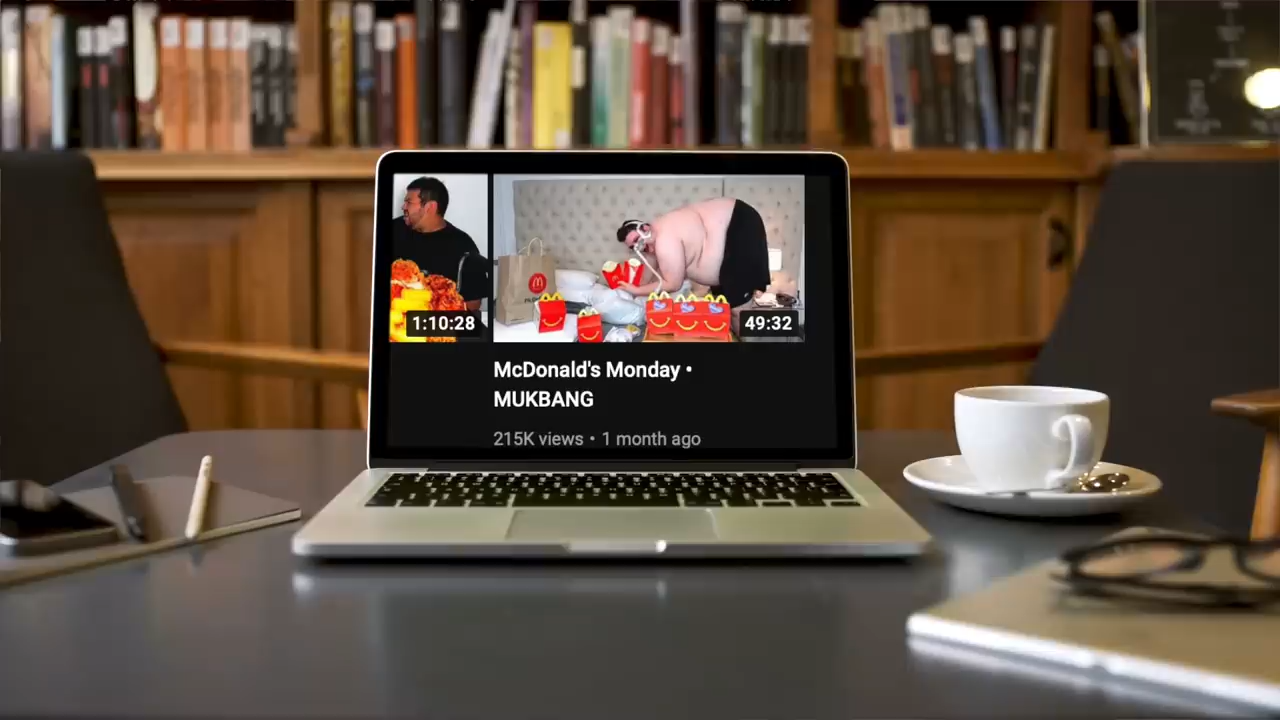 1:10:28
49:32
McDonald's Monday •
MUKBANG
215K views • 1 month ago